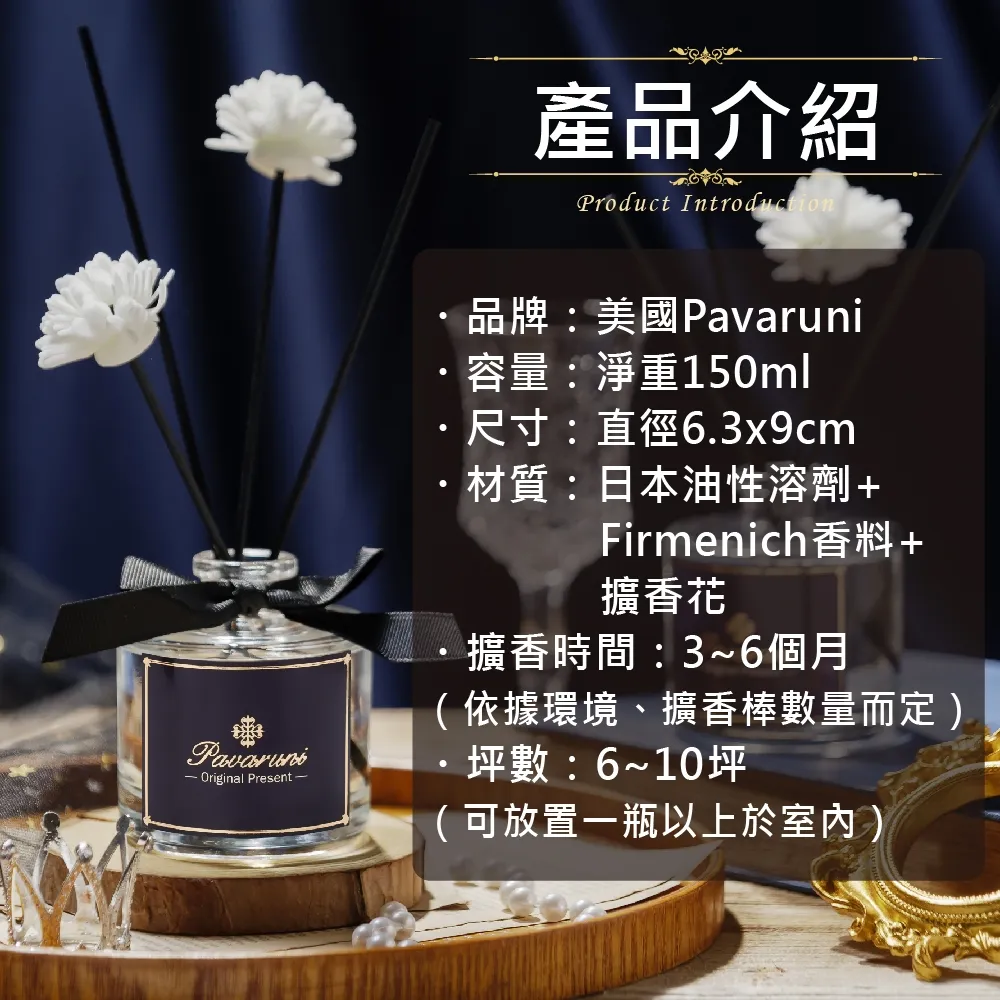 產品介紹
Product Introduction
・品牌：美國Pavaruni
・容量：淨重150ml
・尺寸：直徑6.3x9cm
・材質：日本油性溶劑+
Firmenich香料+
擴香花
・擴香時間：3~6個月
(依據環境、擴香棒數量而定)
・坪數：6~10坪
(可放置一瓶以上於室內)
Pavaruni
Original Present